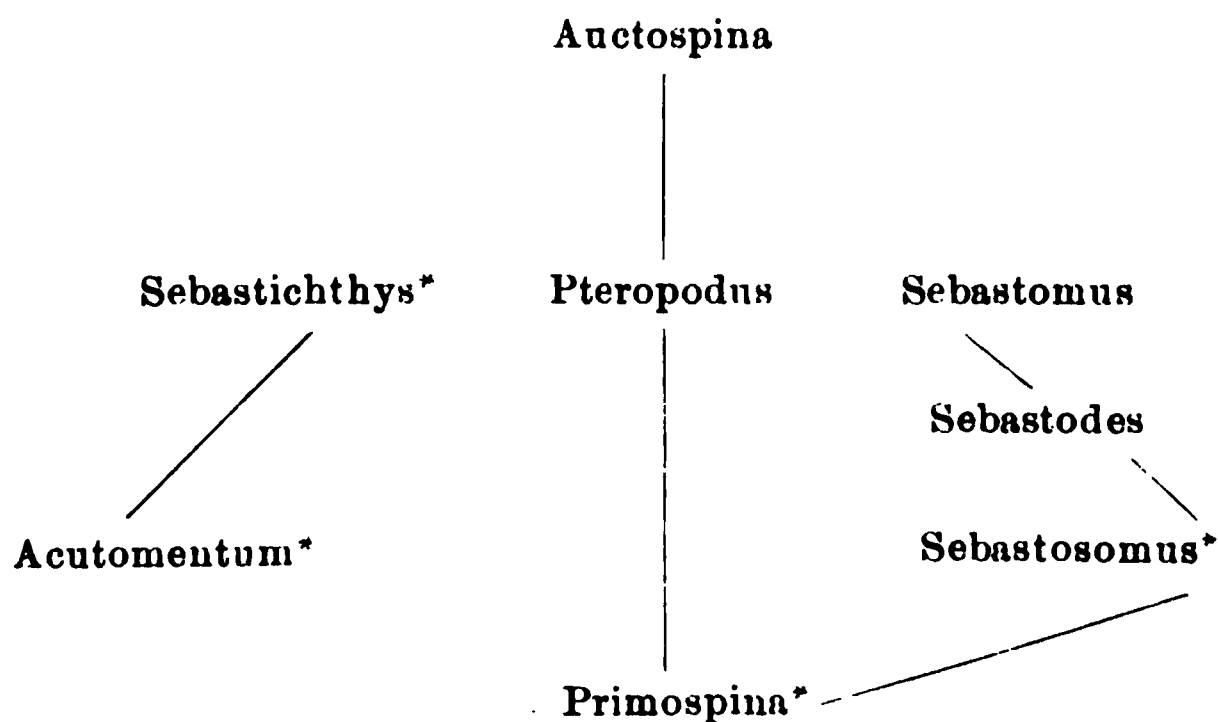 Auctospina
Sebastichthys* Pteropodus Sebastomus
Sebastodes
Acutomentum* Sebastosomus*
Primospina*